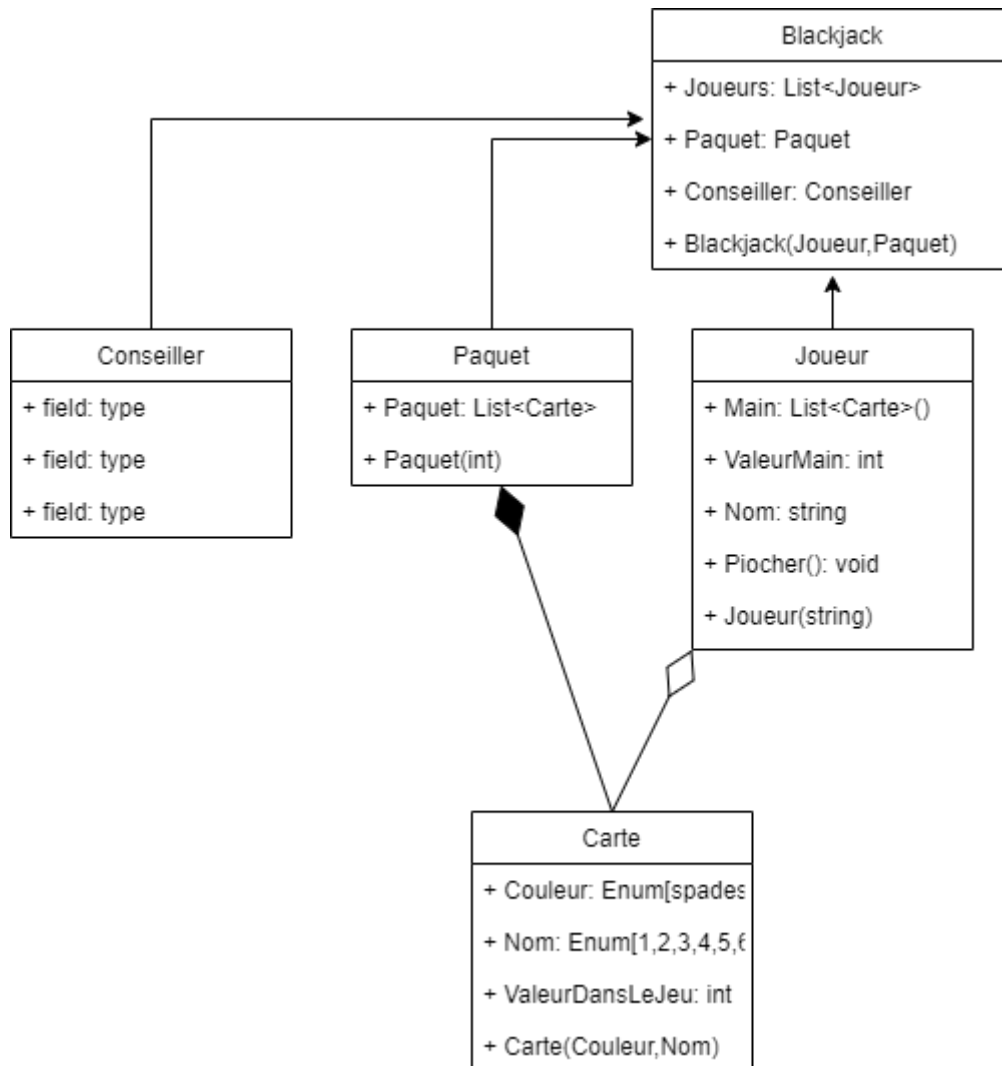 Blackjack
+ Joueurs: List<Joueur>
+ Paquet: Paquet
+ Conseiller: Conseiller
+ Blackjack(Joueur,Paquet)
Conseiller
+ field: type
+ field: type
+ field: type
Paquet
+ Paquet: List<Carte>
+ Paquet(int)
Joueur
+ Main: List<Carte>()
+ ValeurMain: int
+ Nom: string
+ Piocher(): void
+ Joueur(string)
Carte
+ Couleur: Enum[spades
+ Nom: Enum[1,2,3,4,5,6
+ ValeurDansLeJeu: int
+ Carte(Couleur,Nom)